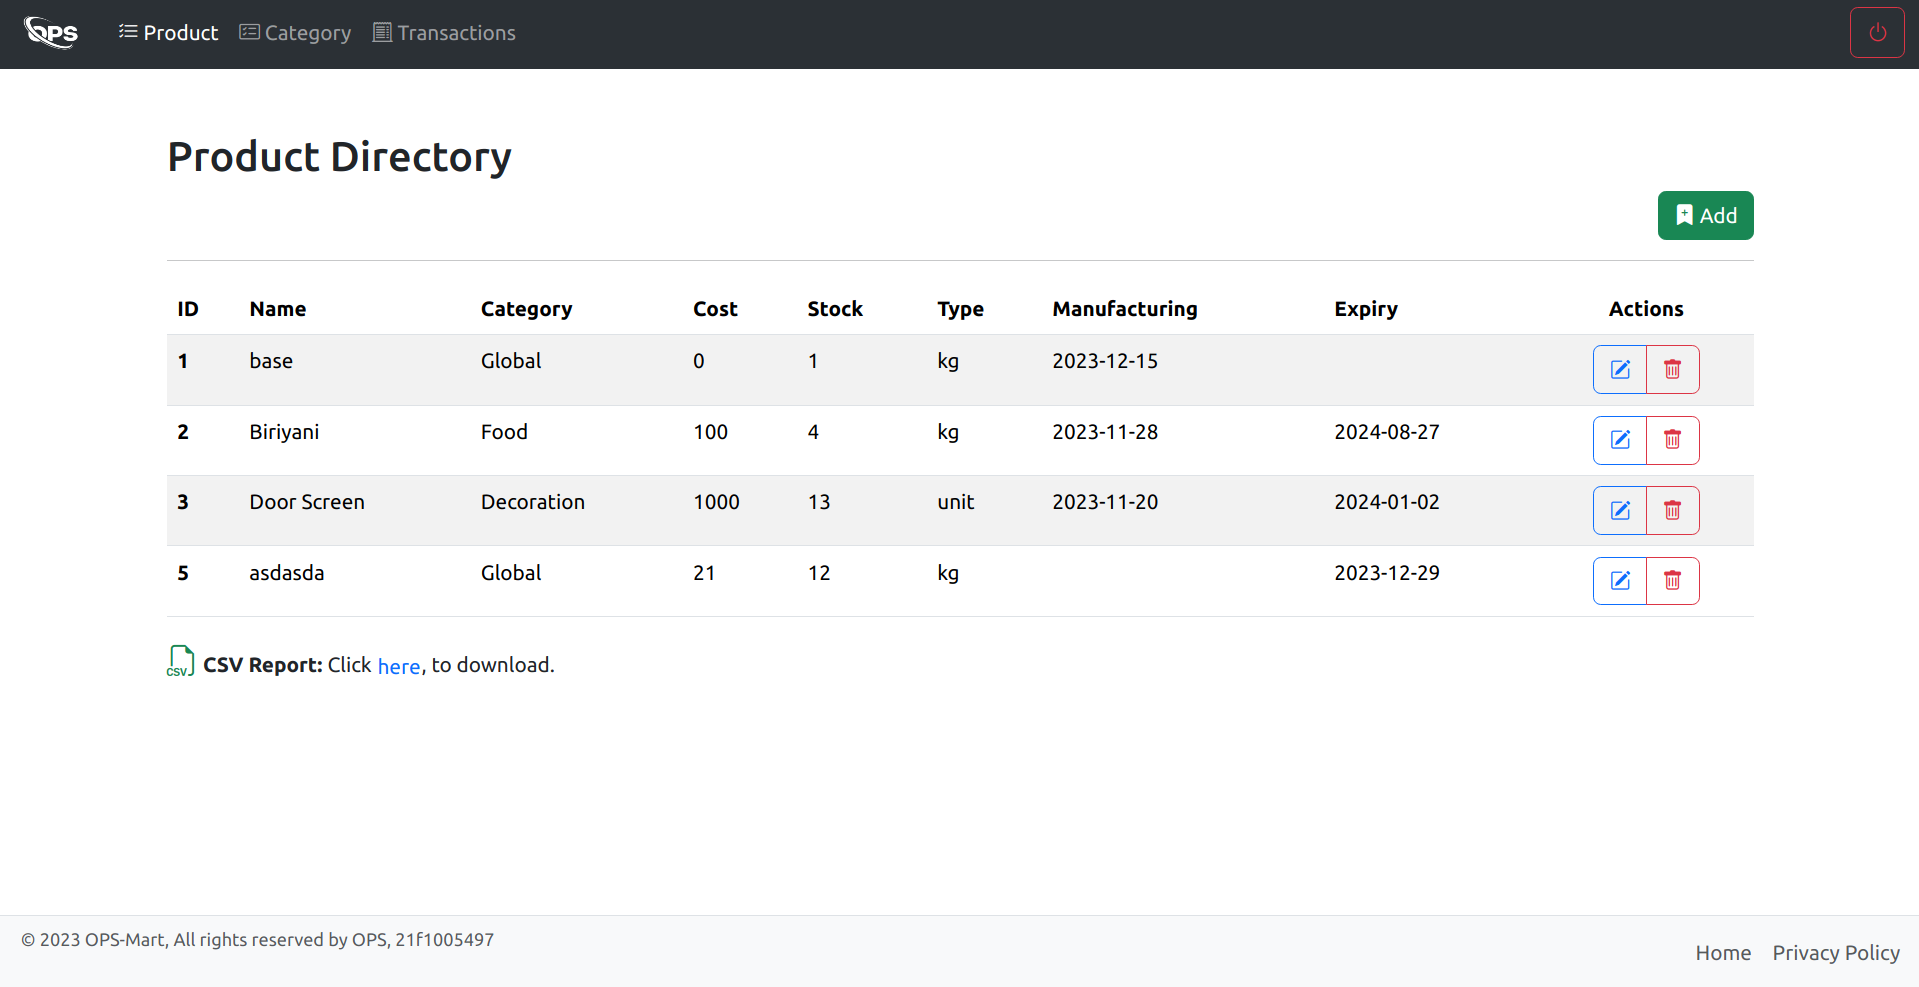 OPS Product Category Transactions
Product Directory
Add
ID Name Category Cost Stock Type Manufacturing Expiry Actions
1 base Global 0 1 kg 2023-12-15
2 Biriyani Food 100 4 kg 2023-11-28 2024-08-27
3 Door Screen Decoration 1000 13 unit 2023-11-20 2024-01-02
5 asdasda Global 21 12 kg 2023-12-29
CSV CSV Report: Click here, to download.
© 2023 OPS-Mart, All rights reserved by OPS, 21f1005497
Home Privacy Policy